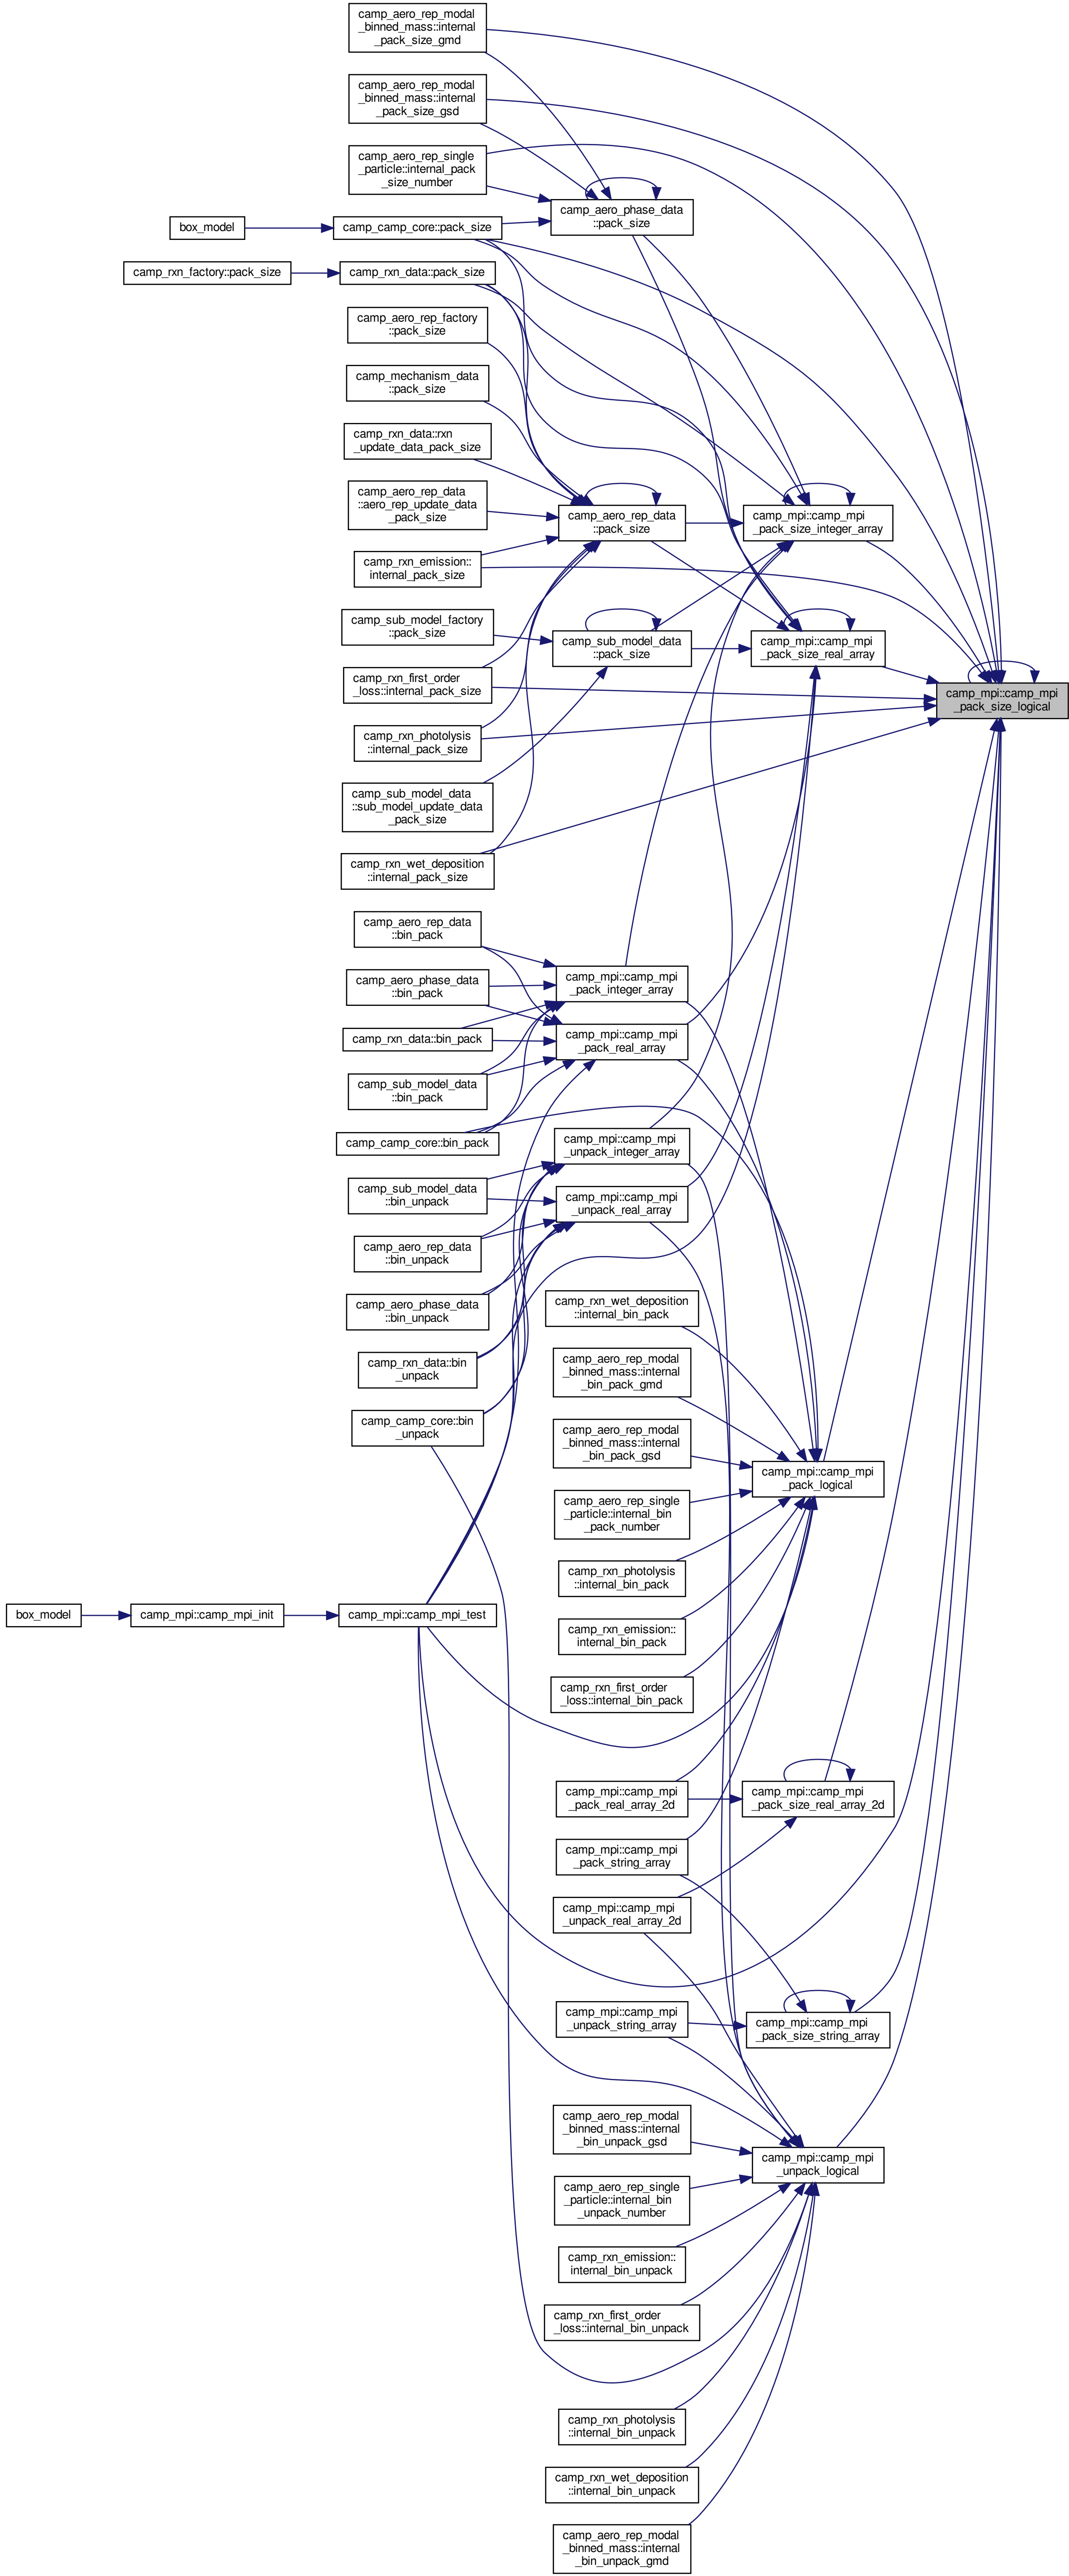 camp_aero_rep_modal
_binned_mass::internal
_pack_size_gmd
camp_aero_rep_modal
_binned_mass::internal
_pack_size_gsd
camp_aero_rep_single
_particle::internal_pack
_size_number
camp_aero_phase_data
::pack_size
box_model
camp_camp_core::pack_size
camp_rxn_factory::pack_size
camp_rxn_data::pack_size
camp_aero_rep_factory
::pack_size
camp_mechanism_data
::pack_size
camp_rxn_data::rxn
_update_data_pack_size
camp_aero_rep_data
::aero_rep_update_data
_pack_size
camp_aero_rep_data
::pack_size
camp_mpi::camp_mpi
_pack_size_integer_array
camp_rxn_emission::
internal_pack_size
camp_sub_model_factory
::pack_size
camp_sub_model_data
::pack_size
camp_mpi::camp_mpi
_pack_size_real_array
camp_rxn_first_order
_loss::internal_pack_size
camp_mpi::camp_mpi
_pack_size_logical
camp_rxn_photolysis
::internal_pack_size
camp_sub_model_data
::sub_model_update_data
_pack_size
camp_rxn_wet_deposition
::internal_pack_size
camp_aero_rep_data
::bin_pack
camp_aero_phase_data
::bin_pack
camp_mpi::camp_mpi
_pack_integer_array
camp_rxn_data::bin_pack
camp_mpi::camp_mpi
_pack_real_array
camp_sub_model_data
::bin_pack
camp_camp_core::bin_pack
camp_mpi::camp_mpi
_unpack_integer_array
camp_sub_model_data
::bin_unpack
camp_mpi::camp_mpi
_unpack_real_array
camp_aero_rep_data
::bin_unpack
camp_aero_phase_data
::bin_unpack
camp_rxn_wet_deposition
::internal_bin_pack
camp_rxn_data::bin
_unpack
camp_aero_rep_modal
_binned_mass::internal
_bin_pack_gmd
camp_camp_core::bin
_unpack
camp_aero_rep_modal
_binned_mass::internal
_bin_pack_gsd
camp_mpi::camp_mpi
_pack_logical
camp_aero_rep_single
_particle::internal_bin
_pack_number
camp_rxn_photolysis
::internal_bin_pack
box_model
camp_mpi::camp_mpi_init
camp_mpi::camp_mpi_test
camp_rxn_emission::
internal_bin_pack
camp_rxn_first_order
_loss::internal_bin_pack
camp_mpi::camp_mpi
_pack_real_array_2d
camp_mpi::camp_mpi
_pack_size_real_array_2d
camp_mpi::camp_mpi
_pack_string_array
camp_mpi::camp_mpi
_unpack_real_array_2d
camp_mpi::camp_mpi
_unpack_string_array
camp_mpi::camp_mpi
_pack_size_string_array
camp_aero_rep_modal
_binned_mass::internal
_bin_unpack_gsd
camp_mpi::camp_mpi
_unpack_logical
camp_aero_rep_single
_particle::internal_bin
_unpack_number
camp_rxn_emission::
internal_bin_unpack
camp_rxn_first_order
_loss::internal_bin_unpack
camp_rxn_photolysis
::internal_bin_unpack
camp_rxn_wet_deposition
::internal_bin_unpack
camp_aero_rep_modal
_binned_mass::internal
_bin_unpack_gmd